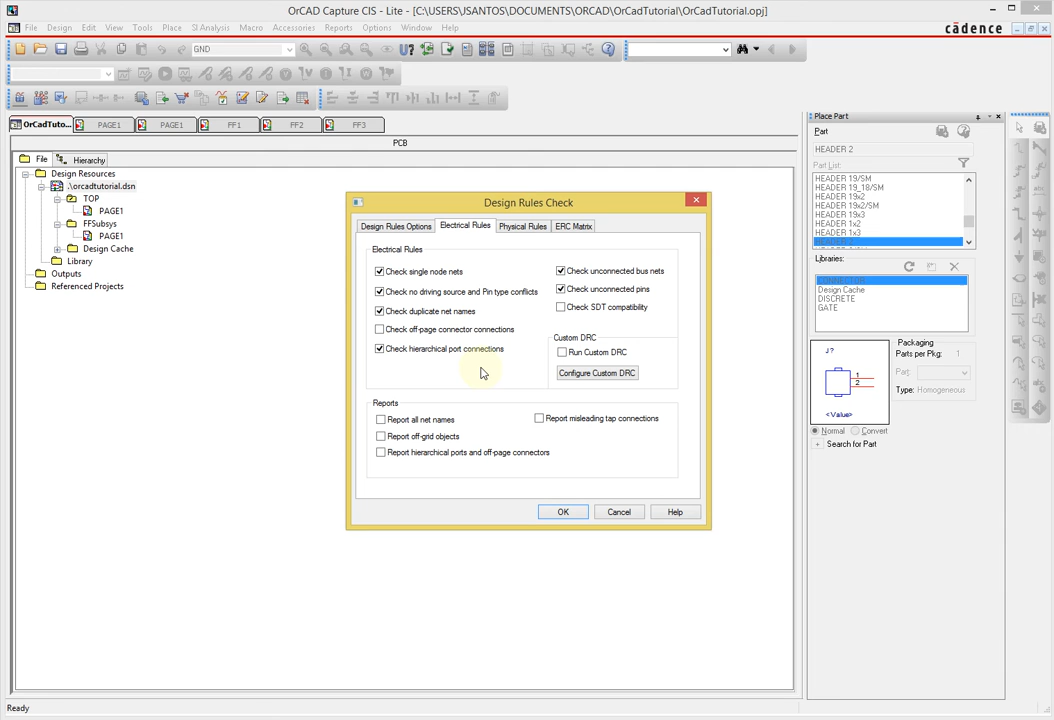 OrCAD Capture CIS - Lite - [C:\USERS\SANTOS\DOCUMENTS\ORCAD\OrCadTutorial\OrCadTutorial.opj]
File Design Edit View Tools Place SI Analysis Macro Accessories Reports Options Window Help
cādence
GND
OrCadTuto... PAGE1 PAGE1 FF1 FF2 FF3
PCB
File Hierarchy
Design Resources
.\orcadtutorial.dsn
TOP
PAGE1
FFSubsys
PAGE1
Design Cache
Library
Outputs
Referenced Projects
Design Rules Check
Design Rules Options Electrical Rules Physical Rules ERC Matrix
Electrical Rules
Check single node nets
Check no driving source and Pin type conflicts
Check duplicate net names
Check off-page connector connections
Check hierarchical port connections
Check unconnected bus nets
Check unconnected pins
Check SDT compatibility
Custom DRC
Run Custom DRC
Configure Custom DRC
Reports
Report all net names
Report off-grid objects
Report hierarchical ports and off-page connectors
Report misleading tap connections
OK Cancel Help
Place Part
Part
HEADER 2
Part List:
HEADER 19/SM
HEADER 19_18/SM
HEADER 19x2
HEADER 19x2/SM
HEADER 19x3
HEADER 1x2
HEADER 1x3
HEADER 2
Libraries:
CONNECTOR
Design Cache
DISCRETE
GATE
J?
1
2
<Value>
Packaging
Parts per Pkg: 1
Part:
Type: Homogeneous
Normal Convert
Search for Part
Ready